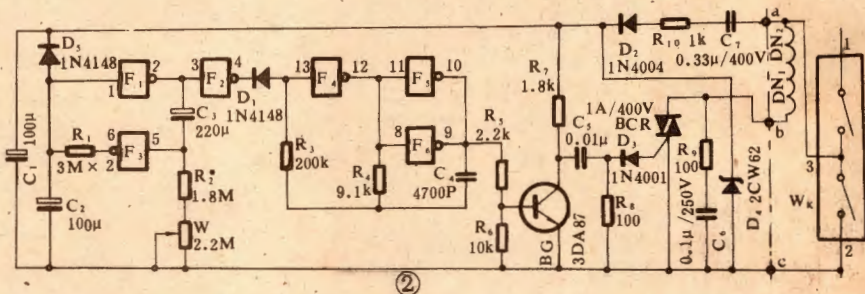 D₅
1N4148
100μ
C₁
C₂
100μ
R₁
3M×2
1
F₁
2
3
F₂
4
6
F₃
5
C₃
220μ
R₂*
1.8M
W
2.2M
D₁
1N4148
R₃
200k
13
F₄
12
11
F₅
10
8
F₆
9
R₄
9.1k
C₄
4700P
R₅
2.2k
R₆
10k
BG
3DA87
R₇
1.8k
C₅
0.01μ
1A/400V
BCR
D₃
1N4001
R₈
100
D₂
1N4004
R₁₀ 1k
C₇
0.33μ/400V
R₉
100
0.1μ/250V
C₆
D₄ 2CW62
a
b
c
DN₁
DN₂
1
3
2
W_K
②